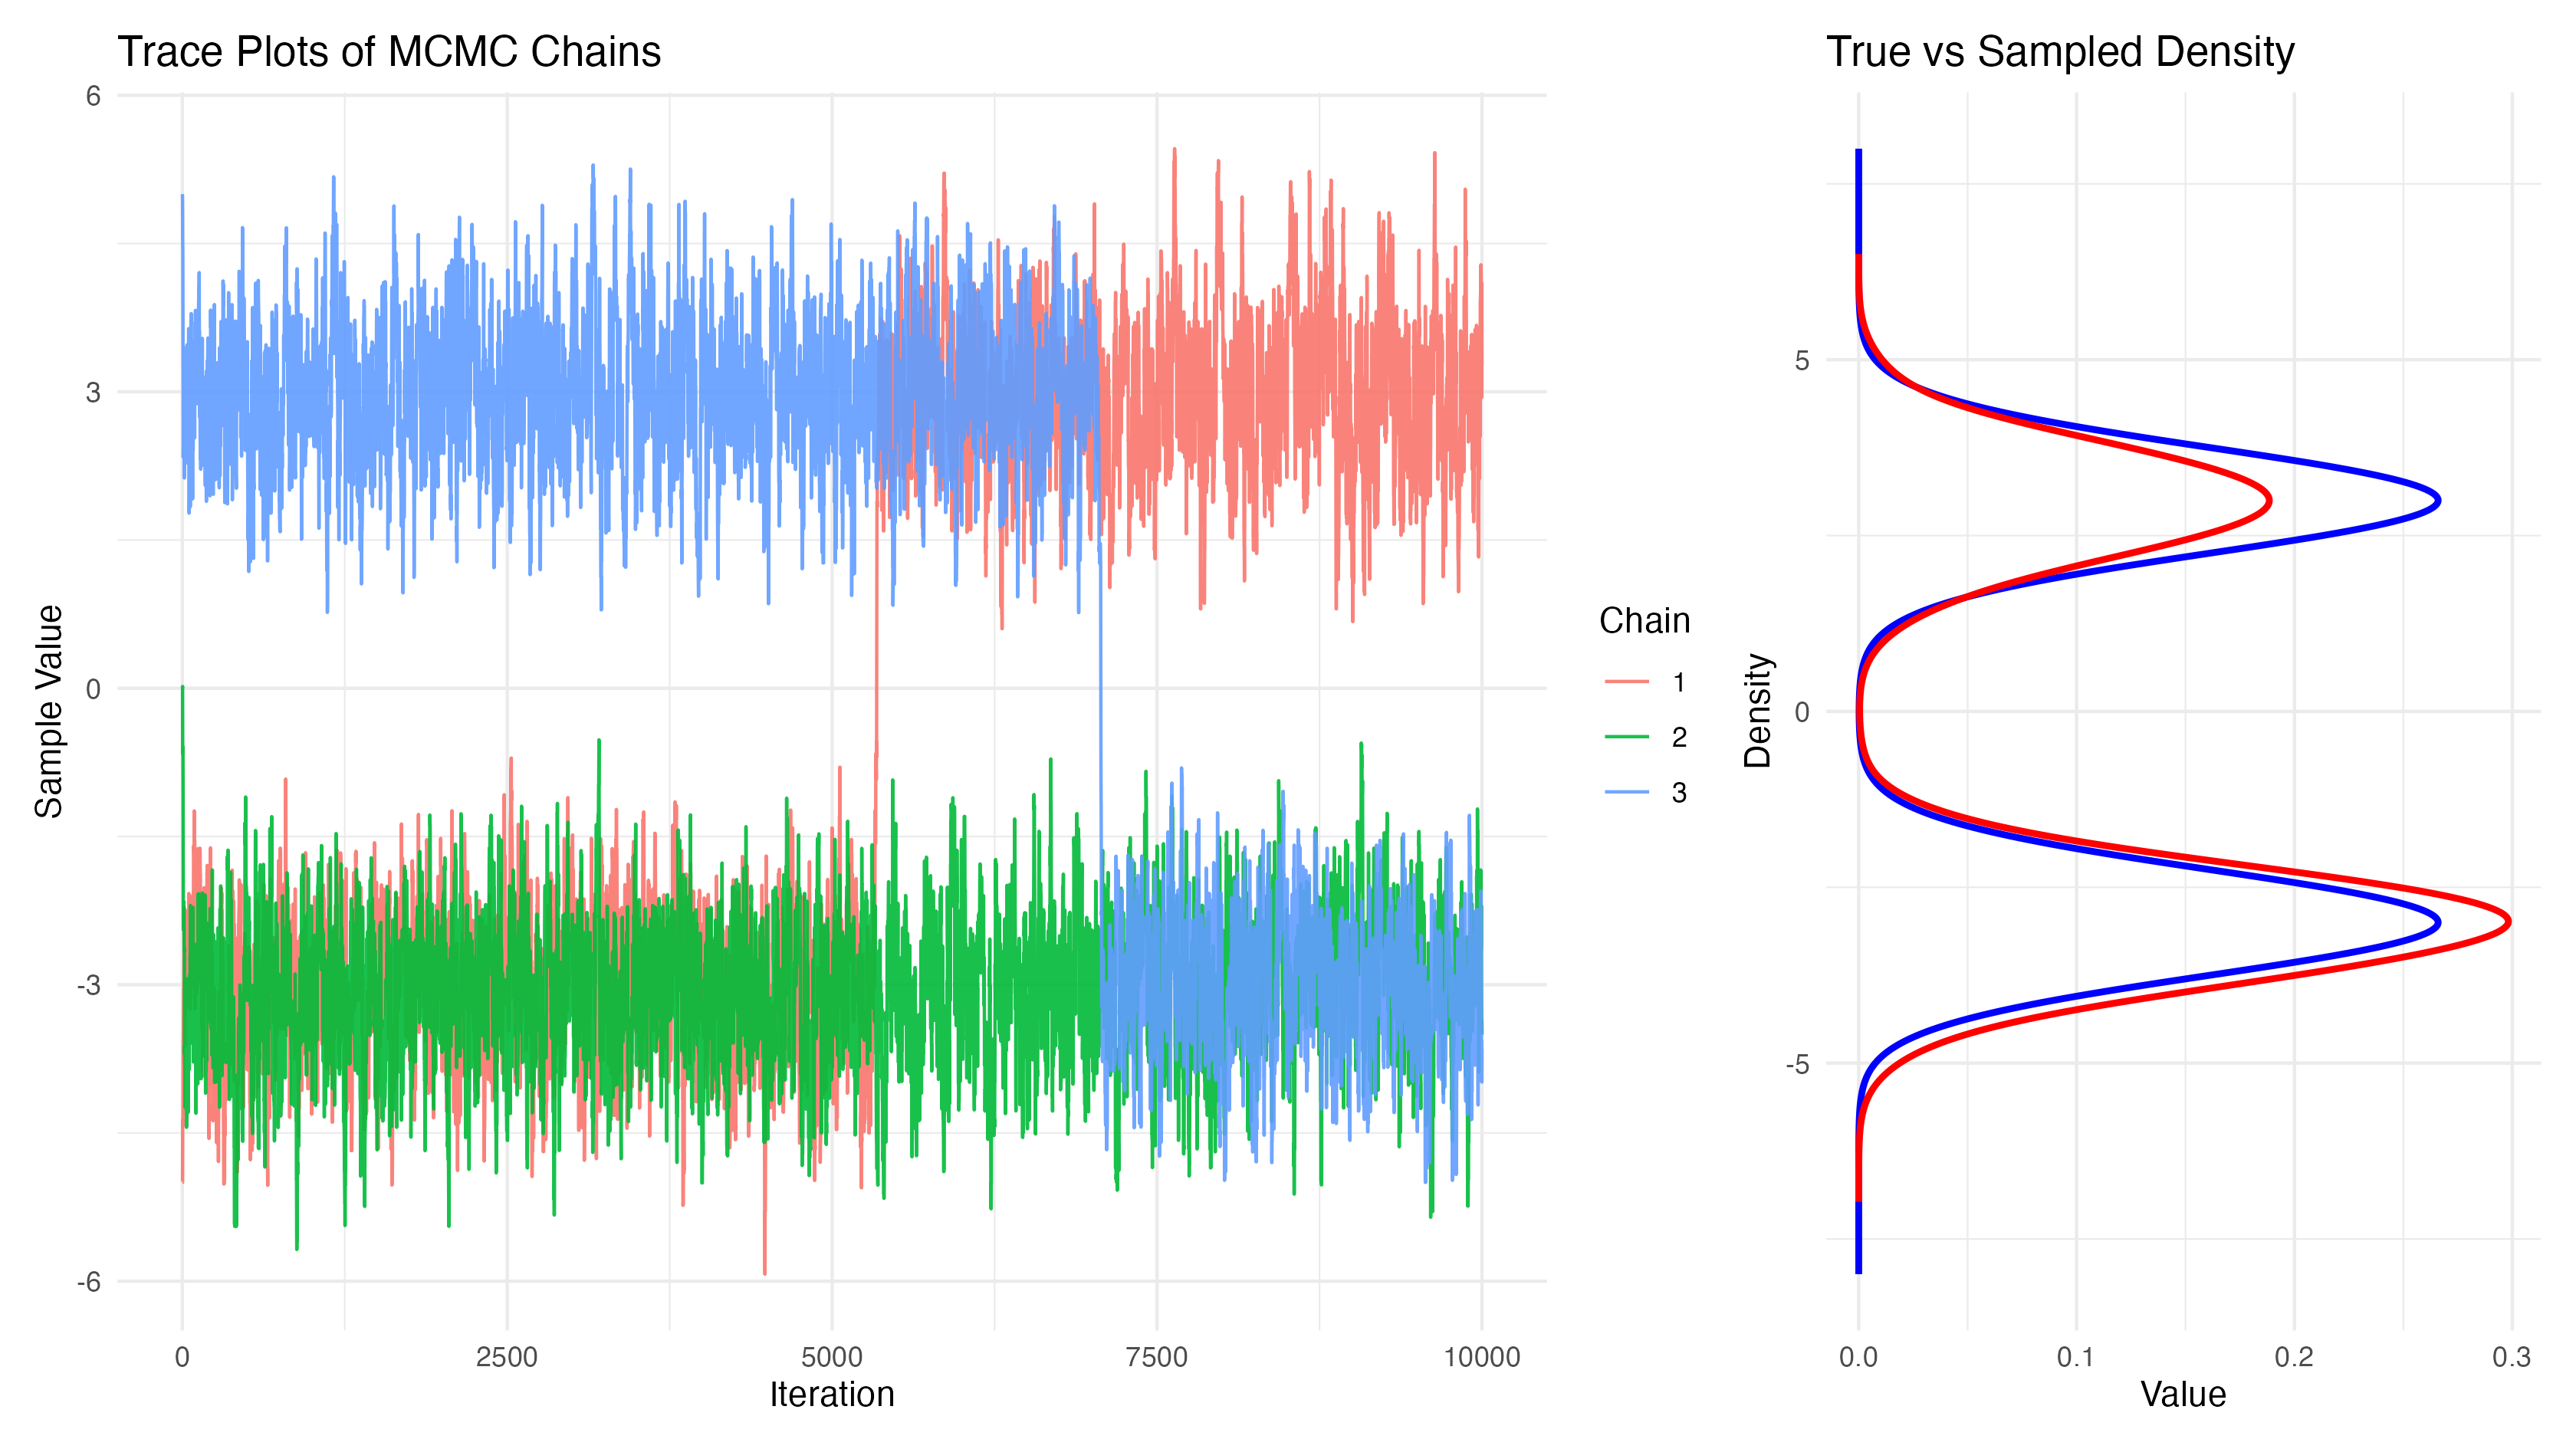 Trace Plots of MCMC Chains
6
3
0
-3
-6
Sample Value
0 2500 5000 7500 10000
Iteration
Chain
1
2
3
True vs Sampled Density
5
0
-5
Density
0.0 0.1 0.2 0.3
Value